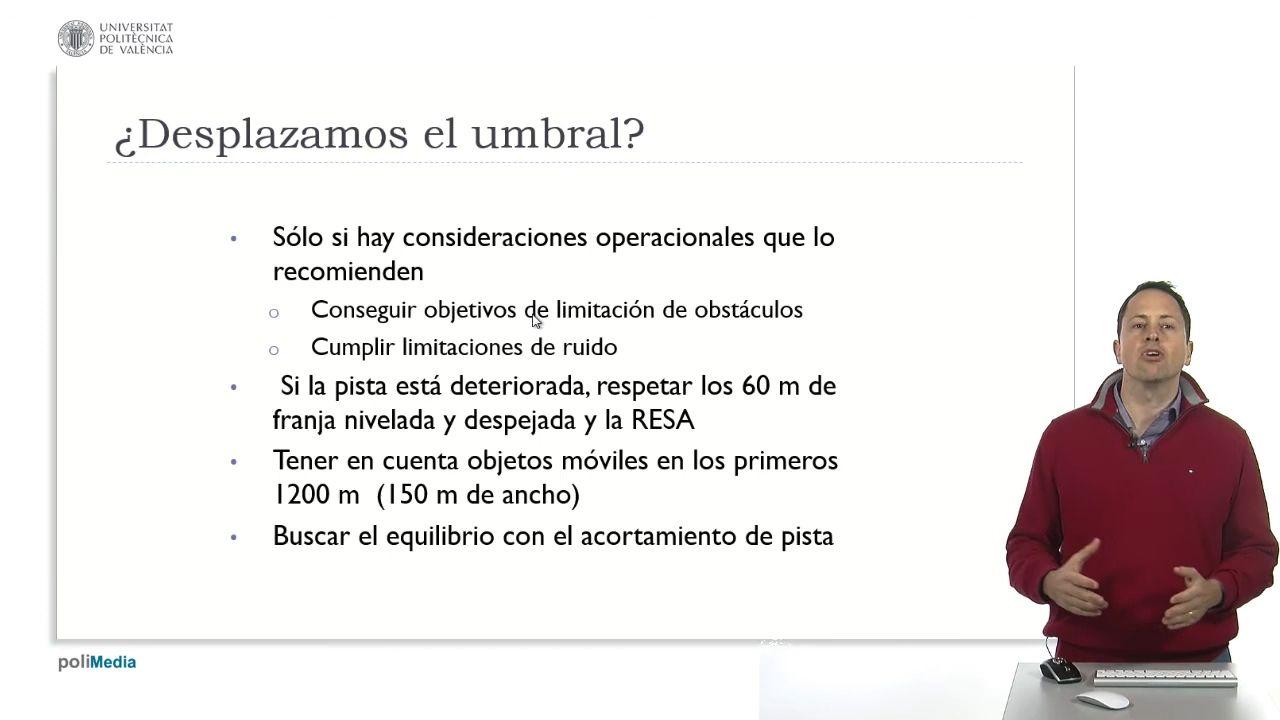 UNIVERSITAT
POLITÈCNICA
DE VALÈNCIA
¿Desplazamos el umbral?
• Sólo si hay consideraciones operacionales que lo
recomienden
o Conseguir objetivos de limitación de obstáculos
o Cumplir limitaciones de ruido
• Si la pista está deteriorada, respetar los 60 m de
franja nivelada y despejada y la RESA
• Tener en cuenta objetos móviles en los primeros
1200 m (150 m de ancho)
• Buscar el equilibrio con el acortamiento de pista
poliMedia